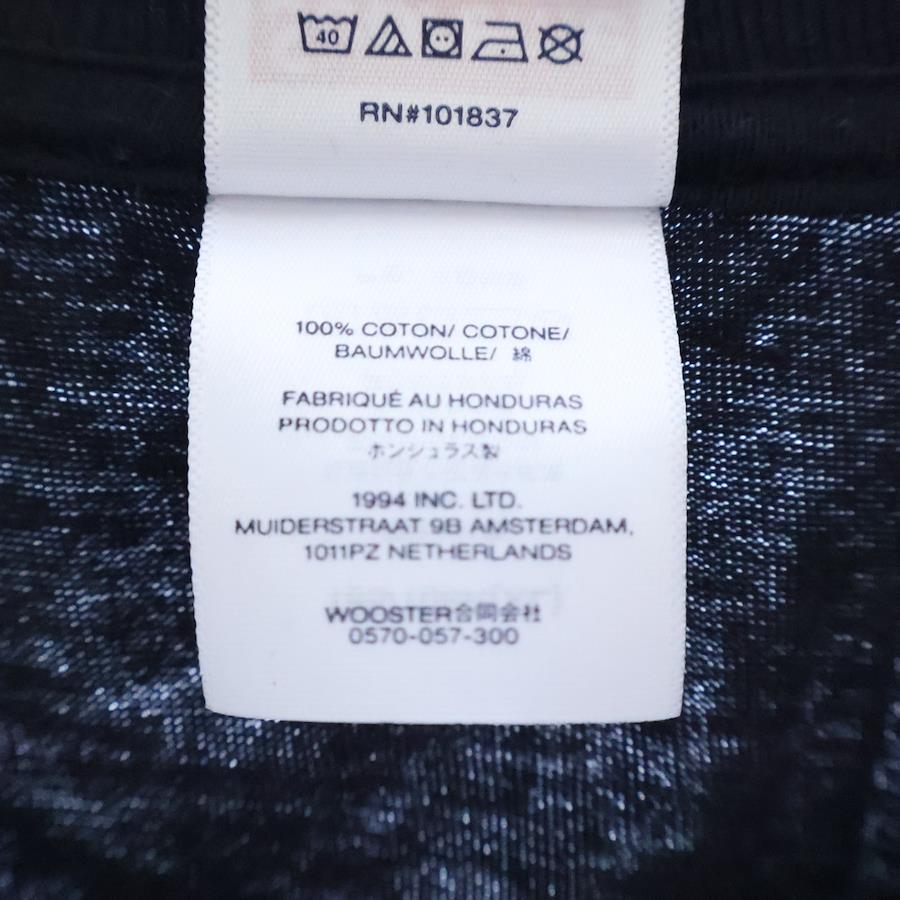 40
RN#101837
100% COTON/ COTONE/
BAUMWOLLE/ 綿
FABRIQUÉ AU HONDURAS
PRODOTTO IN HONDURAS
ホンジュラス製
1994 INC. LTD.
MUIDERSTRAAT 9B AMSTERDAM,
1011PZ NETHERLANDS
WOOSTER合同会社
0570-057-300